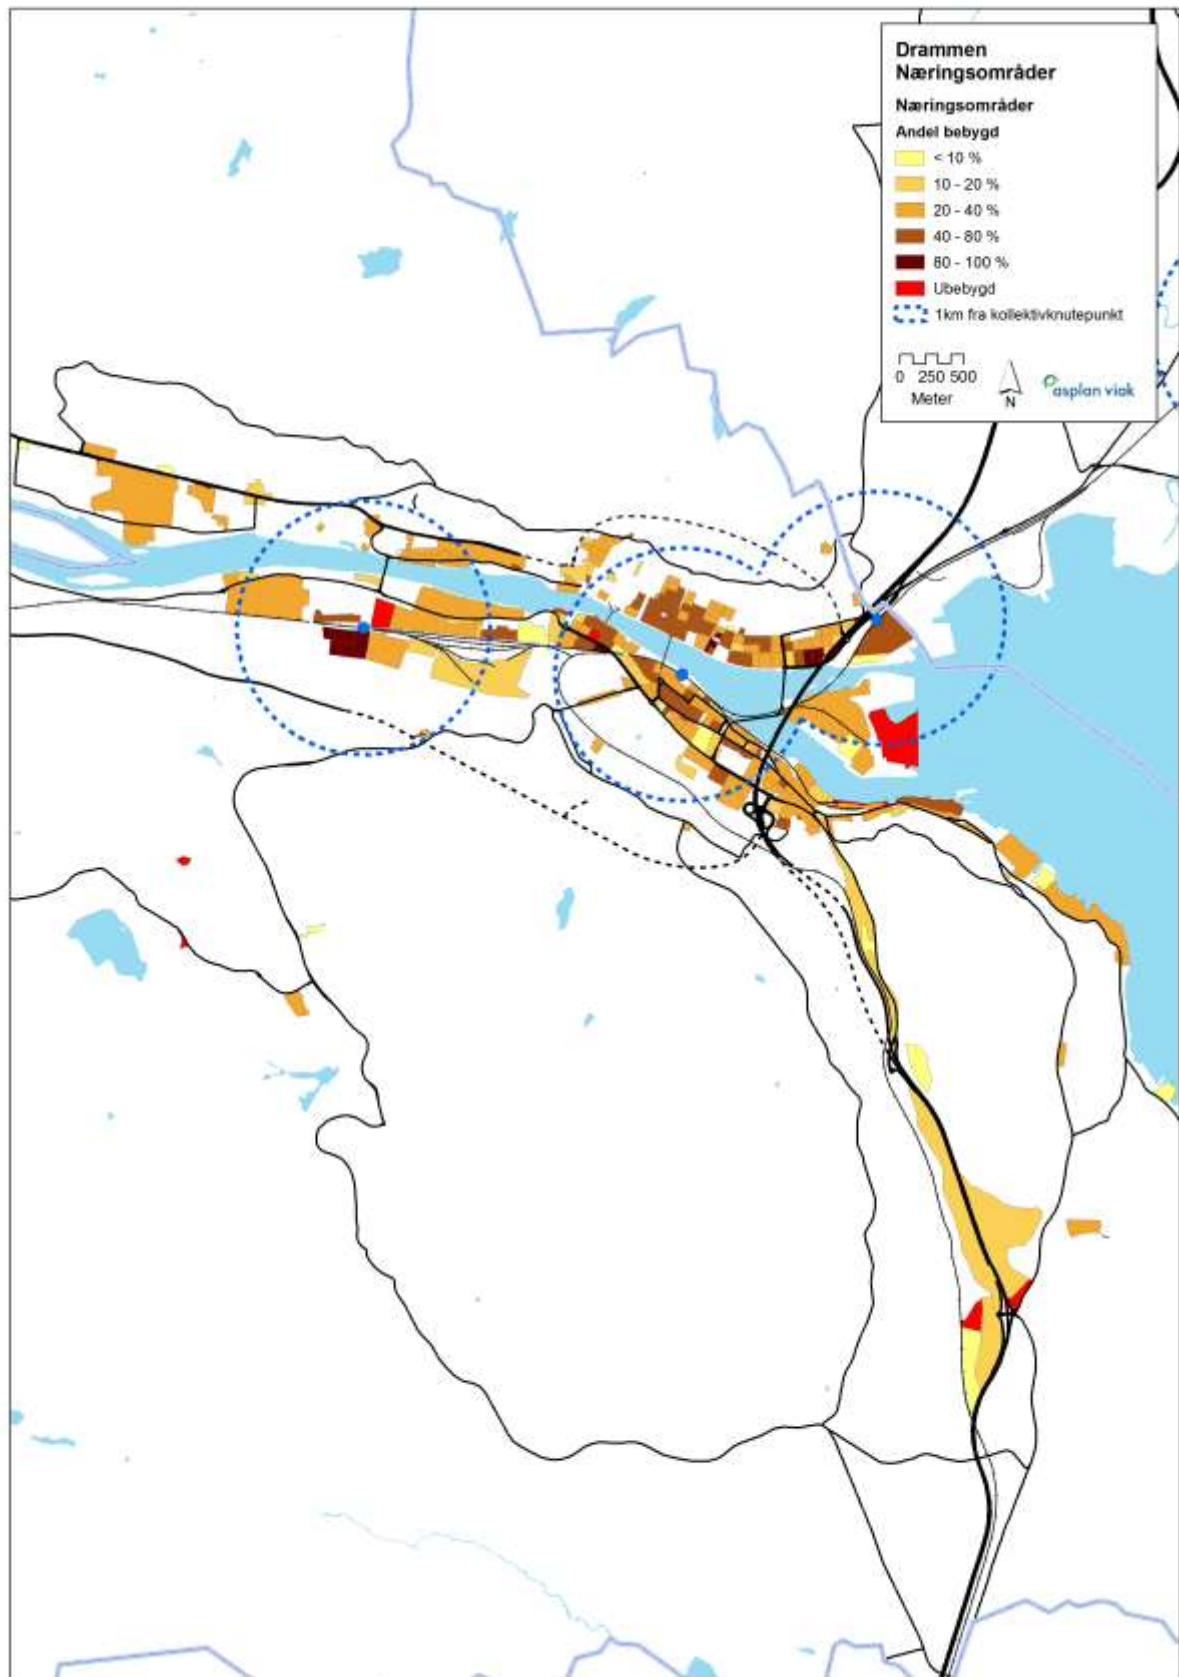 Drammen
Næringsområder
Næringsområder
Andel bebygd
< 10 %
10 - 20 %
20 - 40 %
40 - 80 %
80 - 100 %
Ubebygd
1km fra kollektivknutepunkt
0 250 500
Meter
N
asplan viak